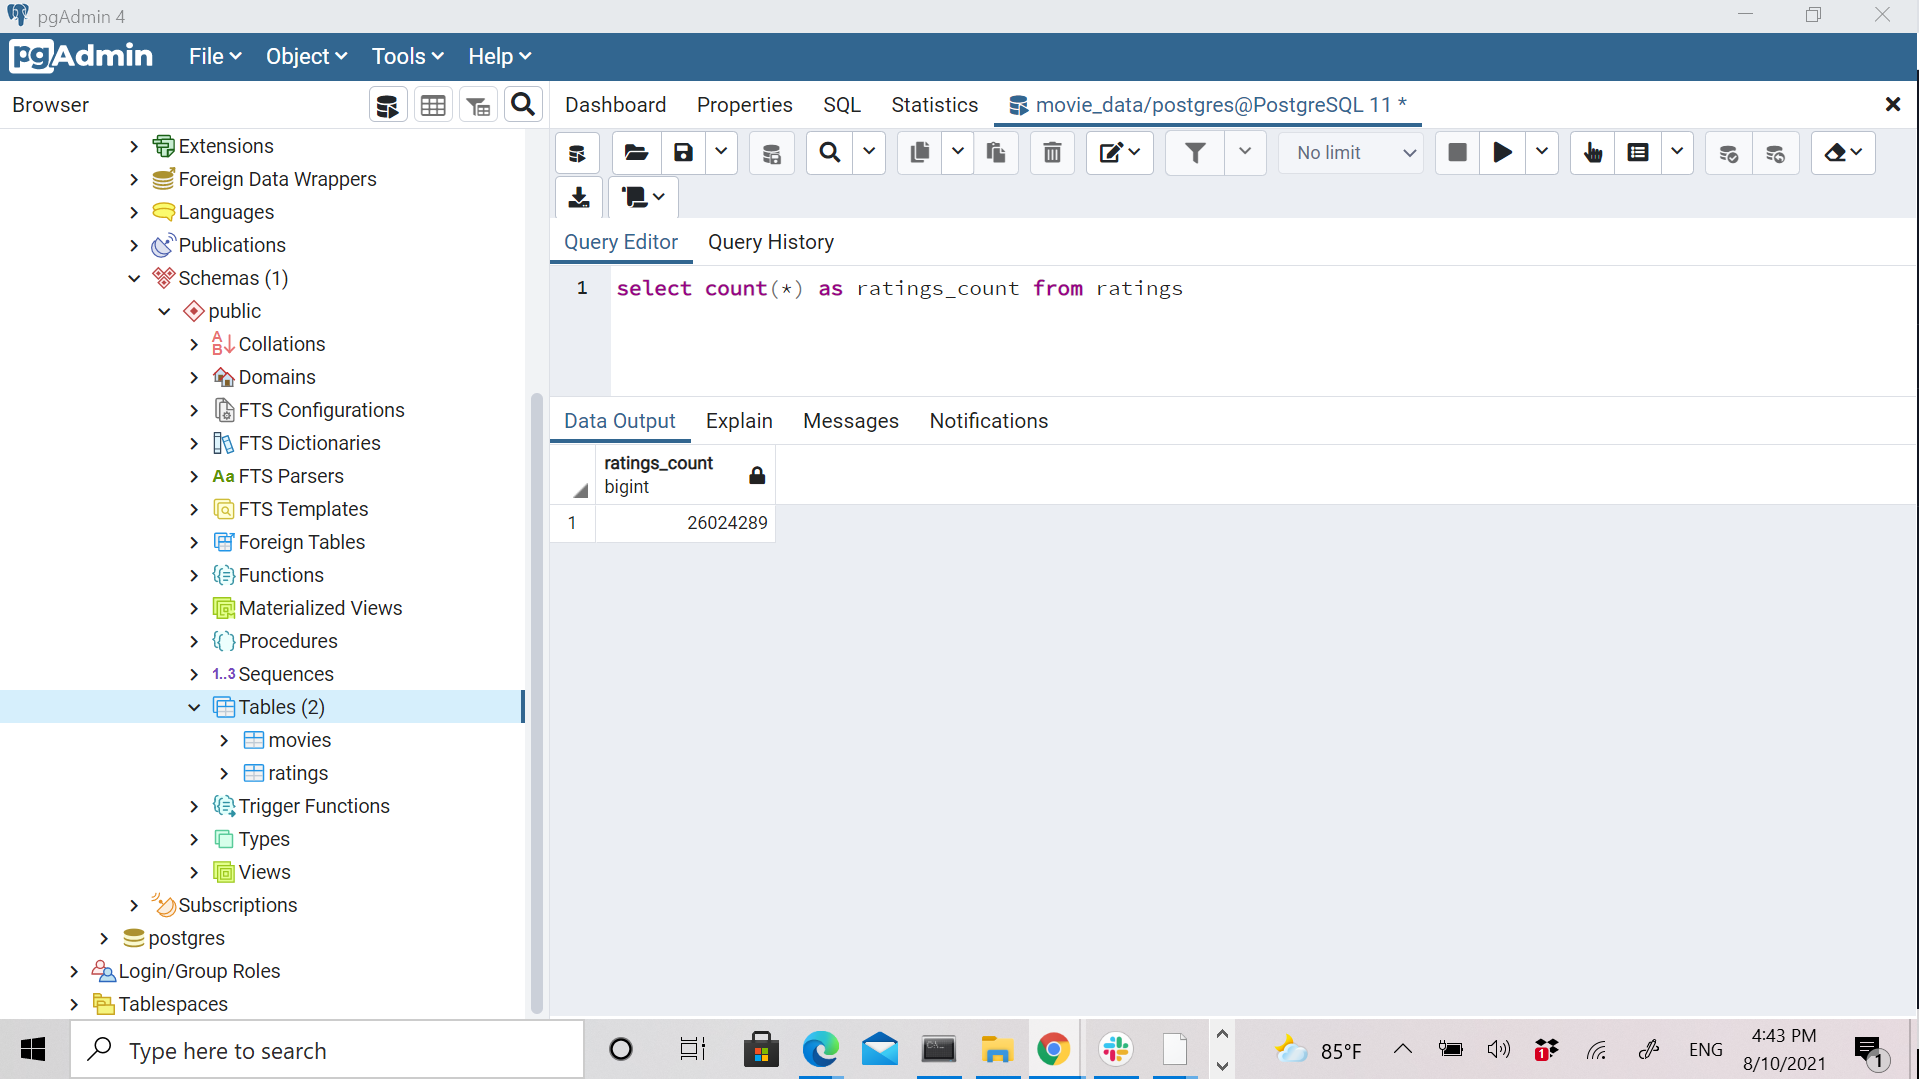 pgAdmin 4
pgAdmin File Object Tools Help
Browser
Dashboard Properties SQL Statistics movie_data/postgres@PostgreSQL 11 *
Extensions
Foreign Data Wrappers
Languages
Publications
Schemas (1)
public
Collations
Domains
FTS Configurations
FTS Dictionaries
Aa FTS Parsers
FTS Templates
Foreign Tables
Functions
Materialized Views
Procedures
1..3 Sequences
Tables (2)
movies
ratings
Trigger Functions
Types
Views
Subscriptions
postgres
Login/Group Roles
Tablespaces
No limit
Query Editor Query History
1 select count(*) as ratings_count from ratings
Data Output Explain Messages Notifications
ratings_count
bigint
1 26024289
Type here to search
85°F
1
ENG
4:43 PM
8/10/2021
1